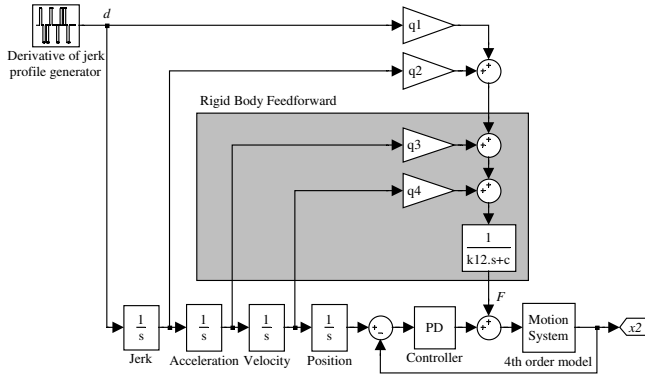 d
q1
Derivative of jerk
profile generator
q2
+
+
Rigid Body Feedforward
q3
+
+
q4
+
+
1
k12.s+c
F
1
s
1
s
1
s
1
s
+
-
PD
+
+
Motion
System
x2
Jerk
Acceleration
Velocity
Position
Controller
4th order model